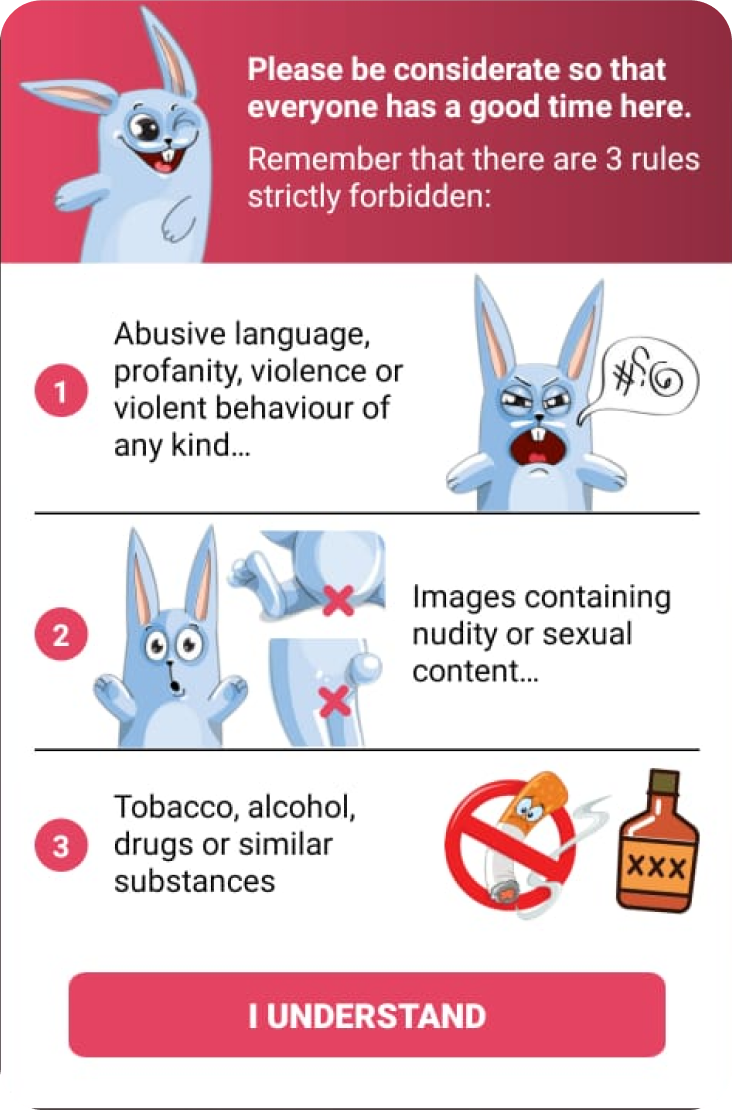 Please be considerate so that
everyone has a good time here.
Remember that there are 3 rules
strictly forbidden:
1
Abusive language,
profanity, violence or
violent behaviour of
any kind...
2
Images containing
nudity or sexual
content...
3
Tobacco, alcohol,
drugs or similar
substances
XXX
I UNDERSTAND